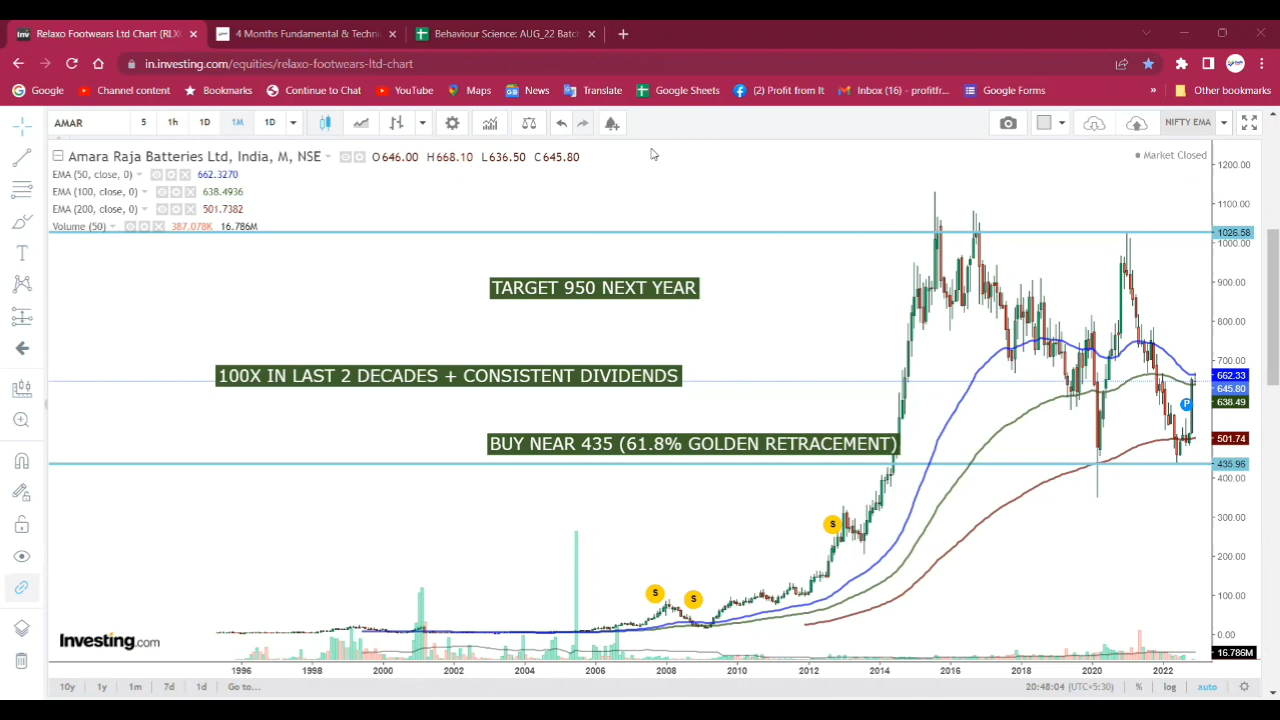 Relaxo Footwears Ltd Chart (RLX
4 Months Fundamental & Techni
Behaviour Science: AUG_22 Batch
in.investing.com/equities/relaxo-footwears-ltd-chart
Google
Channel content
Bookmarks
Continue to Chat
YouTube
Maps
News
Translate
Google Sheets
(2) Profit from It
Inbox (16) - profitfr...
Google Forms
»
Other bookmarks
AMAR
5
1h
1D
1M
1D
NIFTY EMA
Amara Raja Batteries Ltd, India, M, NSE
O646.00 H668.10 L636.50 C645.80
Market Closed
EMA (50, close, 0) 662.3270
EMA (100, close, 0) 638.4936
EMA (200, close, 0) 501.7382
Volume (50) 387.078K 16.786M
TARGET 950 NEXT YEAR
100X IN LAST 2 DECADES + CONSISTENT DIVIDENDS
BUY NEAR 435 (61.8% GOLDEN RETRACEMENT)
P
S
S
S
1200.00
1100.00
1026.58
1000.00
900.00
800.00
700.00
662.33
645.80
638.49
501.74
435.96
400.00
300.00
200.00
100.00
0.00
16.786M
Investing.com
1996 1998 2000 2002 2004 2006 2008 2010 2012 2014 2016 2018 2020 2022
10y 1y 1m 7d 1d Go to...
20:48:04 (UTC+5:30) % log auto